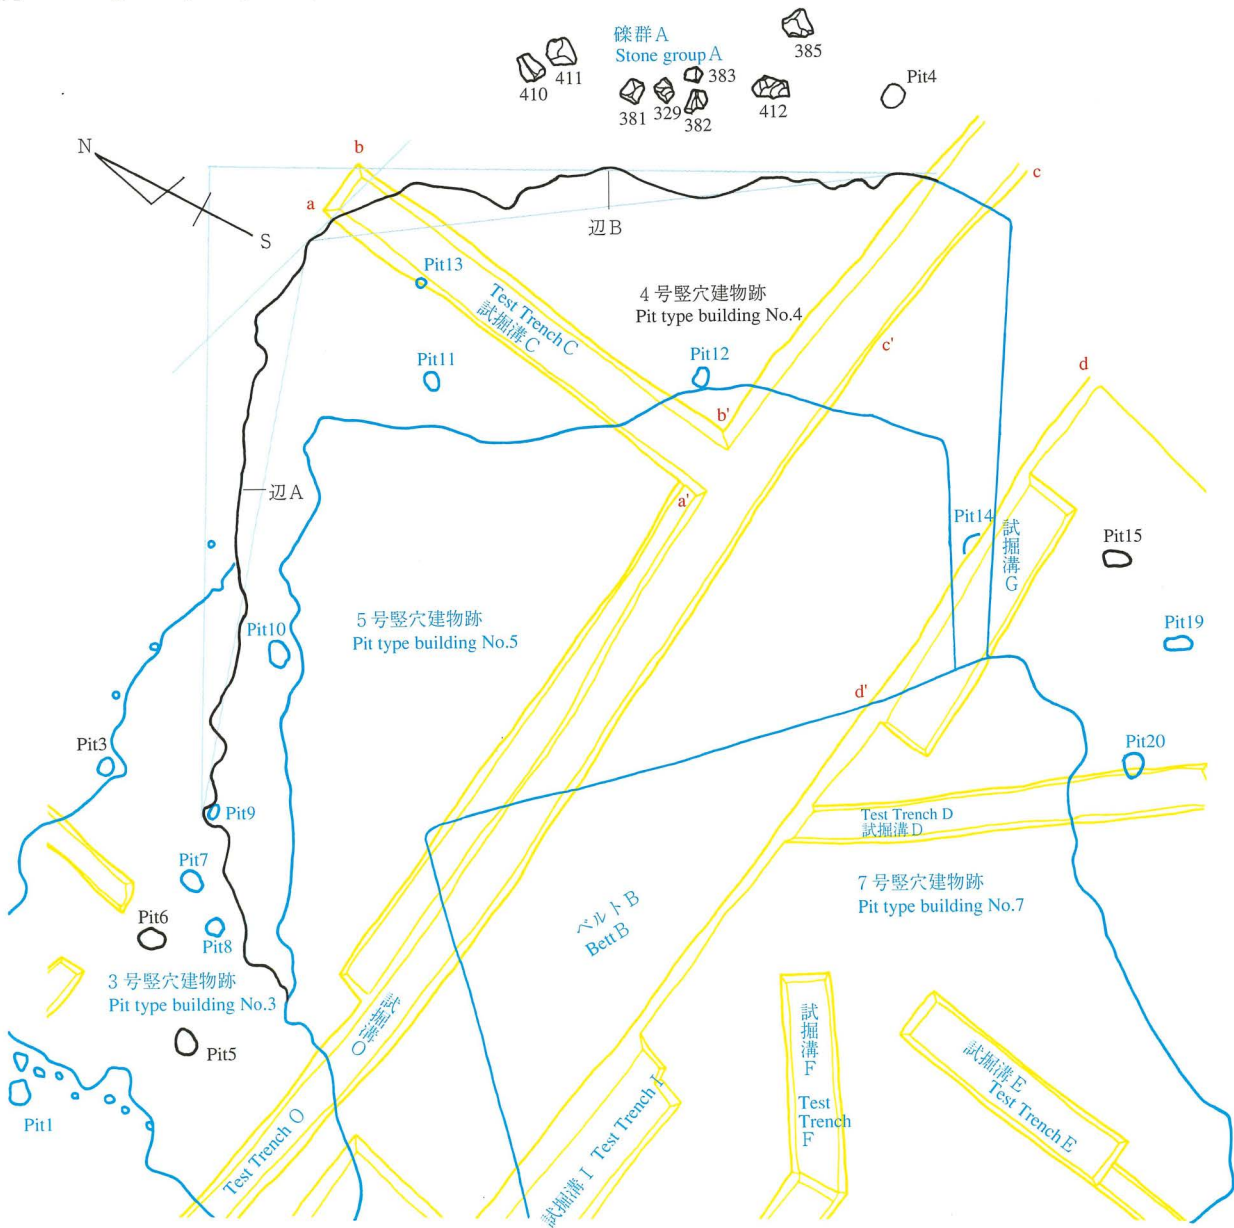 礫群A
Stone group A
385
411
410
383
381
329
382
412
Pit4
N
S
b
a
c
辺B
Pit13
Test Trench C
試掘溝C
4号竪穴建物跡
Pit type building No.4
c'
Pit11
Pit12
d
b'
辺A
a'
Pit14
試掘溝G
Pit15
5号竪穴建物跡
Pit type building No.5
Pit10
Pit19
d'
Pit3
Pit20
Pit9
Test Trench D
試掘溝D
Pit7
7号竪穴建物跡
Pit type building No.7
Pit6
Pit8
ベルトB
Bett B
3号竪穴建物跡
Pit type building No.3
試掘溝O
Test Trench O
Pit5
試掘溝F
Test
Trench
F
試掘溝E
Test Trench E
試掘溝I Test Trench I
Pit1